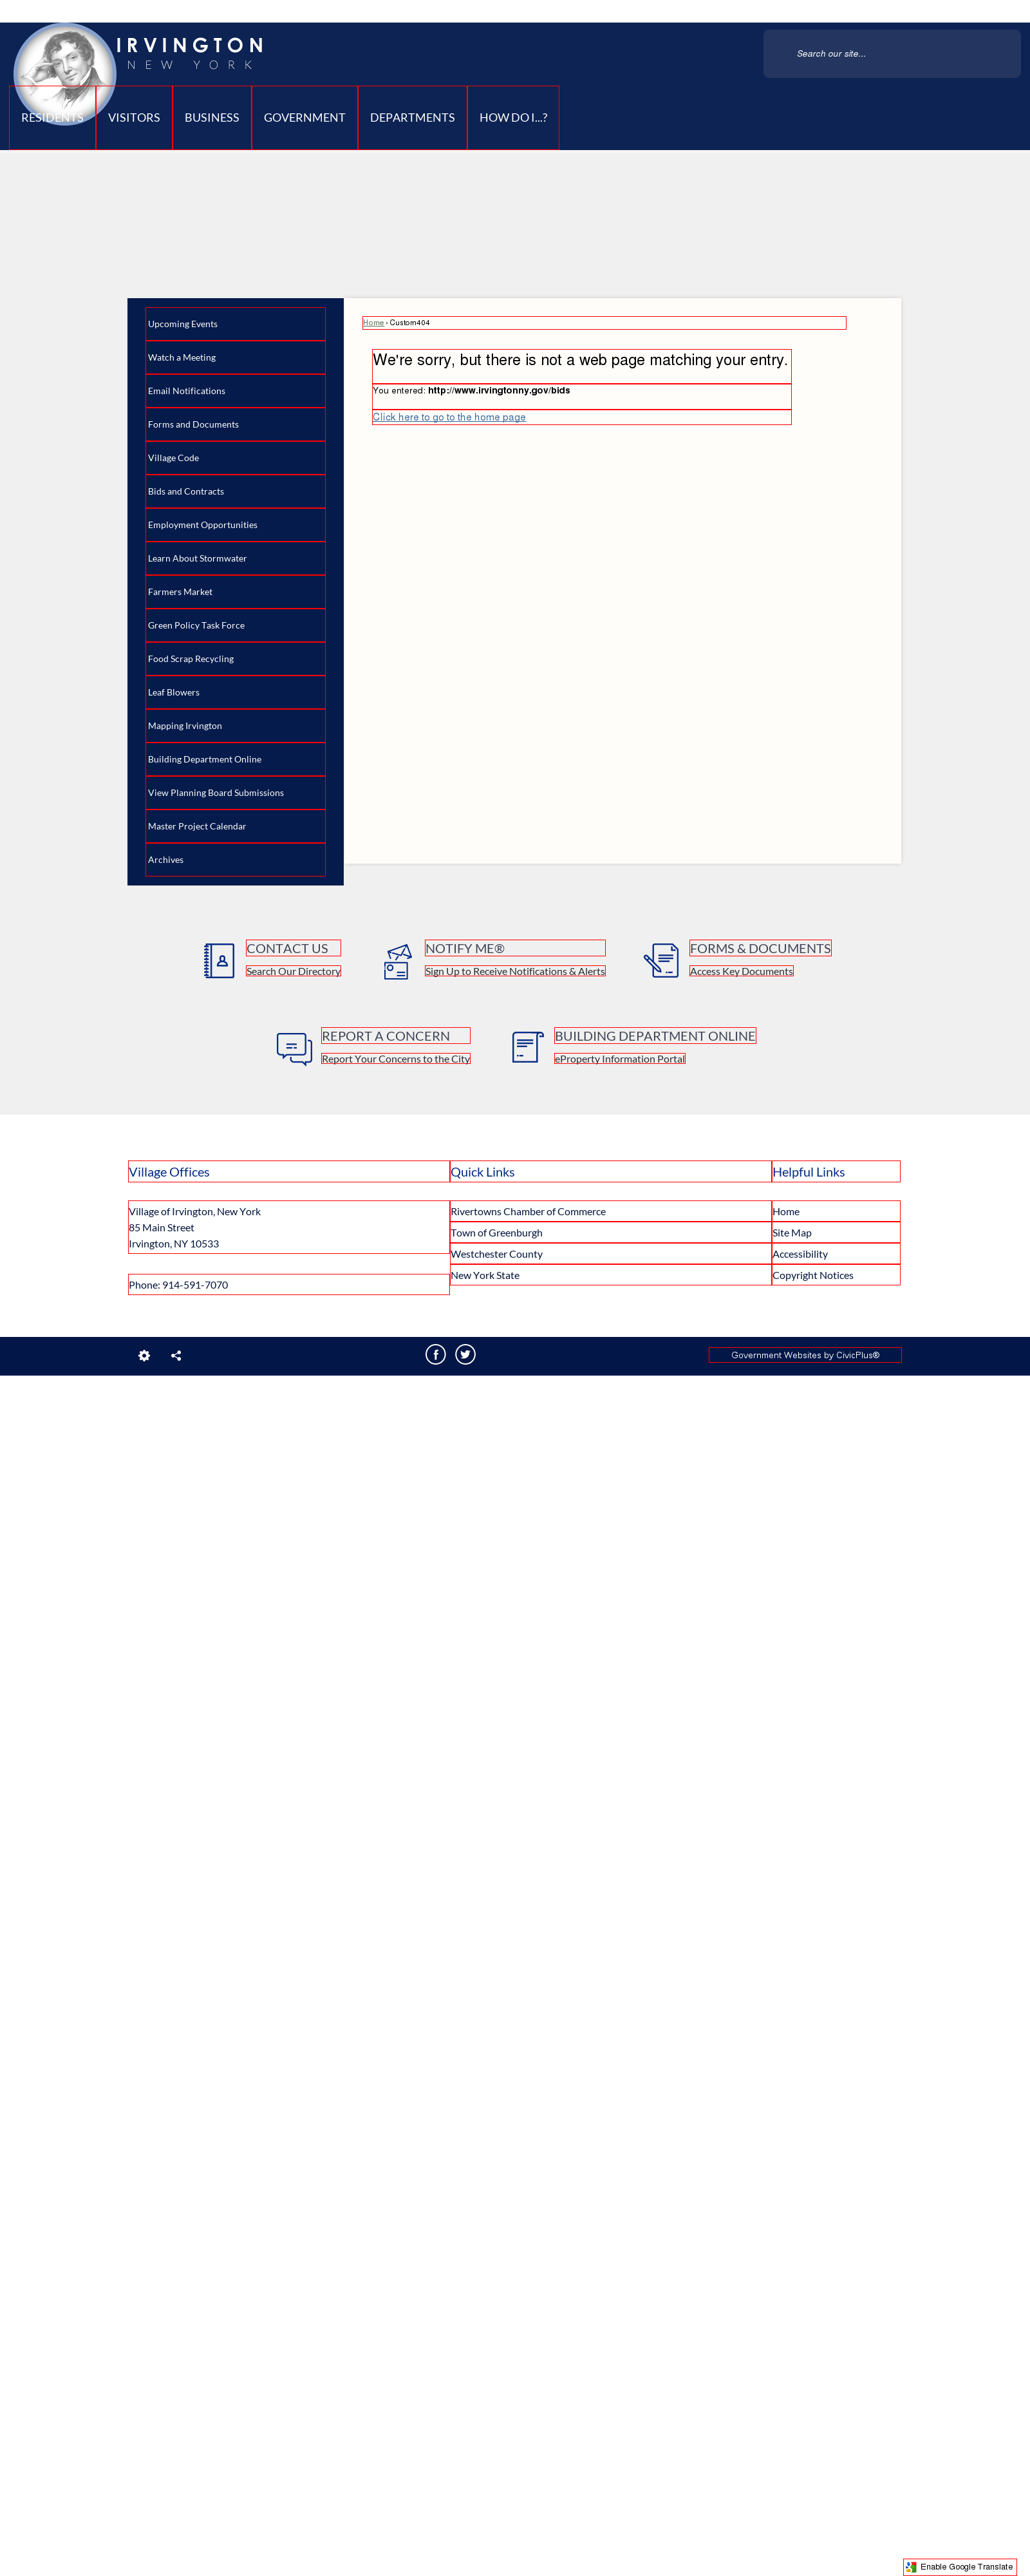 IRVINGTON
NEW YORK
Search our site...
RESIDENTS VISITORS BUSINESS GOVERNMENT DEPARTMENTS HOW DO I...?
Upcoming Events
Watch a Meeting
Email Notifications
Forms and Documents
Village Code
Bids and Contracts
Employment Opportunities
Learn About Stormwater
Farmers Market
Green Policy Task Force
Food Scrap Recycling
Leaf Blowers
Mapping Irvington
Building Department Online
View Planning Board Submissions
Master Project Calendar
Archives
Home › Custom404
We're sorry, but there is not a web page matching your entry.
You entered: http://www.irvingtonny.gov/bids
Click here to go to the home page
CONTACT US
Search Our Directory
NOTIFY ME®
Sign Up to Receive Notifications & Alerts
FORMS & DOCUMENTS
Access Key Documents
REPORT A CONCERN
Report Your Concerns to the City
BUILDING DEPARTMENT ONLINE
eProperty Information Portal
Village Offices
Village of Irvington, New York
85 Main Street
Irvington, NY 10533
Phone: 914-591-7070
Quick Links
Rivertowns Chamber of Commerce
Town of Greenburgh
Westchester County
New York State
Helpful Links
Home
Site Map
Accessibility
Copyright Notices
Government Websites by CivicPlus®
Enable Google Translate